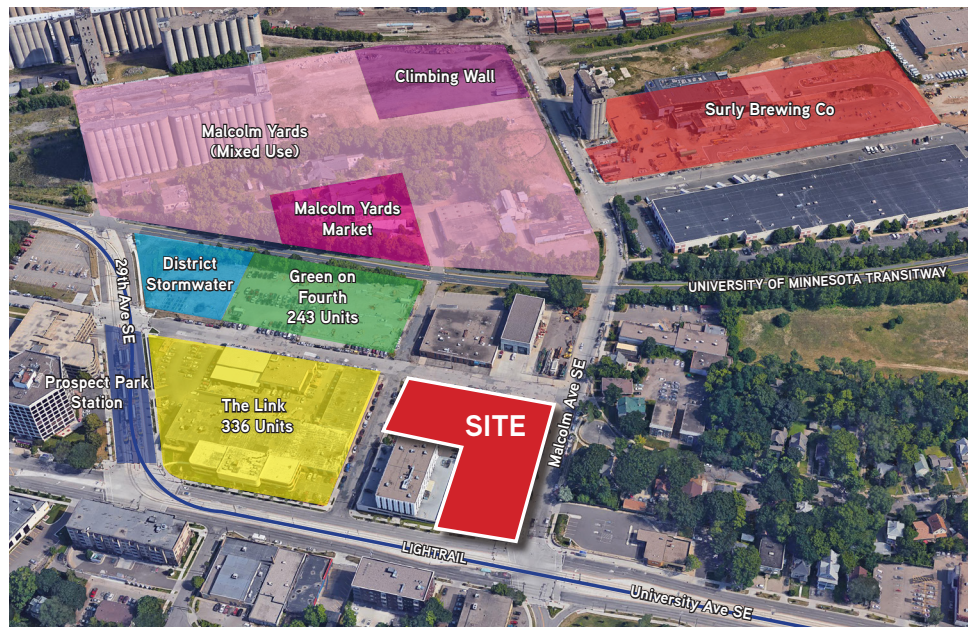 Climbing Wall
Surly Brewing Co
Malcolm Yards
(Mixed Use)
Malcolm Yards
Market
District
Stormwater
Green on
Fourth
243 Units
29th Ave SE
UNIVERSITY OF MINNESOTA TRANSITWAY
Prospect Park
Station
The Link
336 Units
SITE
Malcolm Ave SE
LIGHTRAIL
University Ave SE